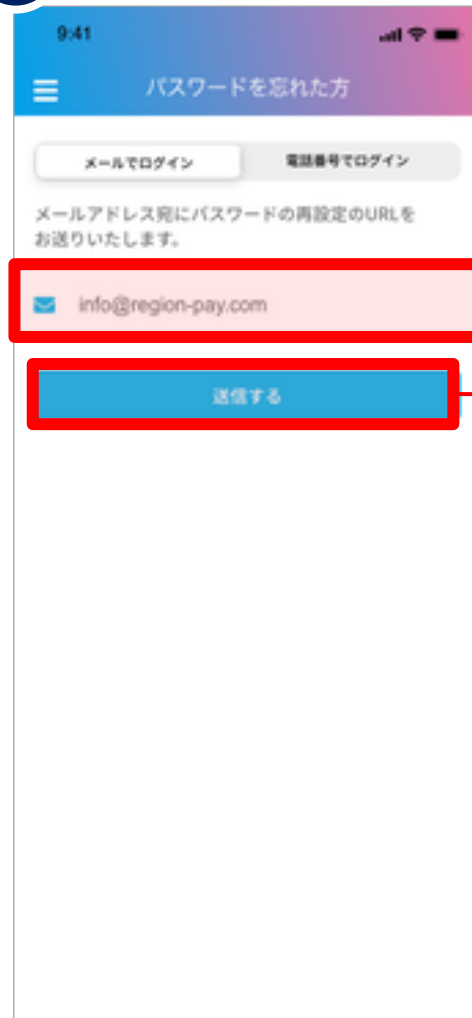 9:41
パスワードを忘れた方
メールでログイン 電話番号でログイン
メールアドレス宛にパスワードの再設定のURLを
お送りいたします。
info@region-pay.com
送信する